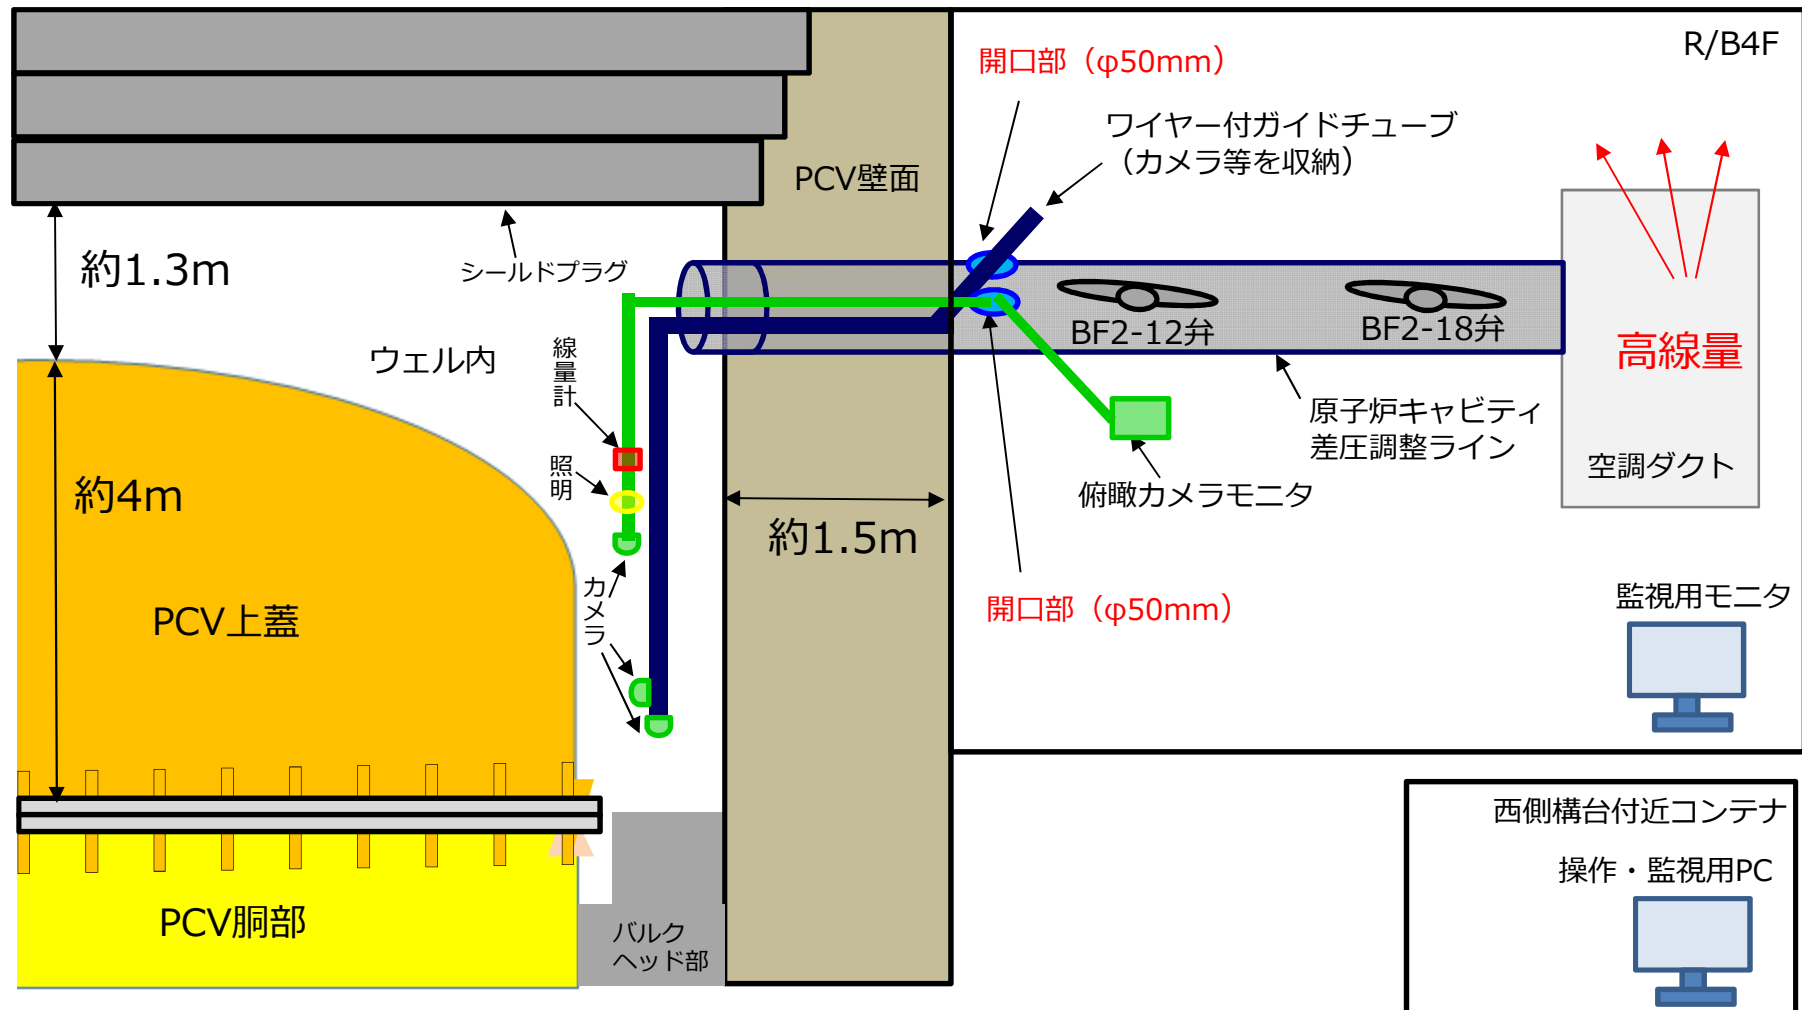 R/B4F
開口部（φ50mm）
ワイヤー付ガイドチューブ
（カメラ等を収納）
PCV壁面
約1.3m
シールドプラグ
ウェル内
線量計
照明
BF2-12弁
BF2-18弁
高線量
原子炉キャビティ
差圧調整ライン
空調ダクト
俯瞰カメラモニタ
約4m
約1.5m
カメラ
開口部（φ50mm）
PCV上蓋
監視用モニタ
西側構台付近コンテナ
操作・監視用PC
PCV胴部
バルク
ヘッド部